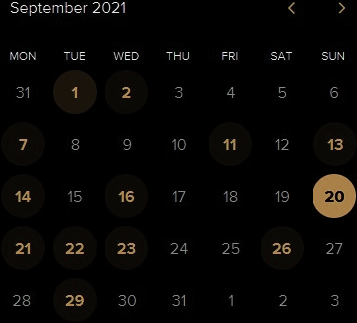 September 2021
MON TUE WED THU FRI SAT SUN
31 1 2 3 4 5 6
7 8 9 10 11 12 13
14 15 16 17 18 19 20
21 22 23 24 25 26 27
28 29 30 31 1 2 3